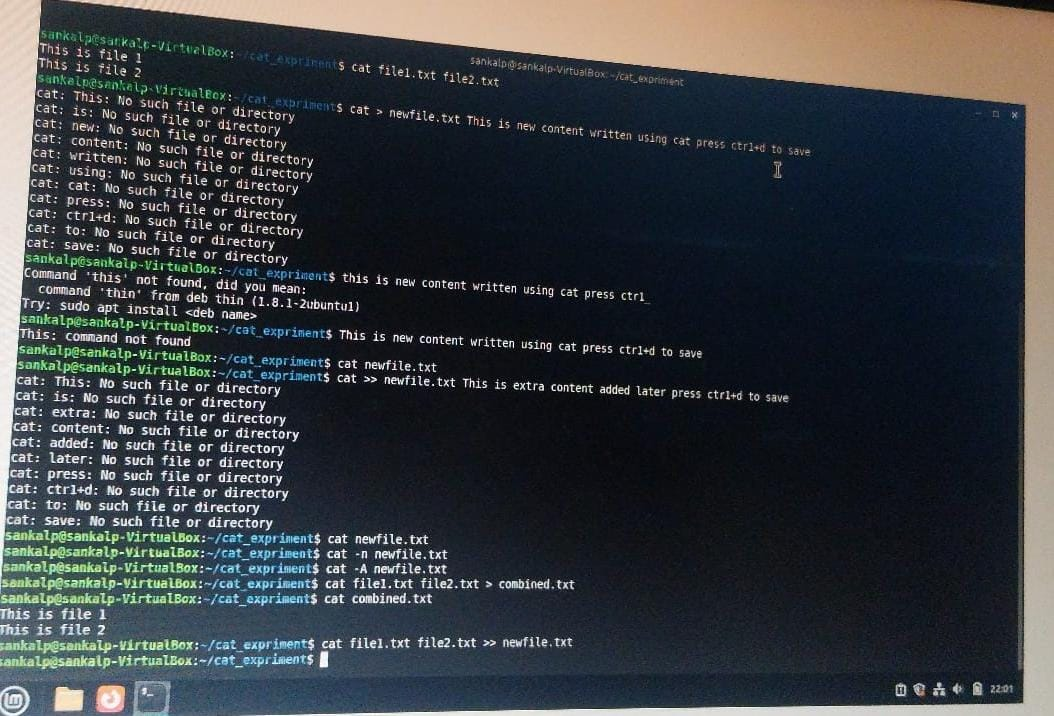 sankalp@sankalp-VirtualBox: ~/cat_expriment
sankalp@sankalp-VirtualBox:~/cat_expriment$ cat file1.txt file2.txt
This is file 1
This is file 2
sankalp@sankalp-VirtualBox:~/cat_expriment$ cat > newfile.txt This is new content written using cat press ctrl+d to save
cat: This: No such file or directory
cat: is: No such file or directory
cat: new: No such file or directory
cat: content: No such file or directory
cat: written: No such file or directory
cat: using: No such file or directory
cat: cat: No such file or directory
cat: press: No such file or directory
cat: ctrl+d: No such file or directory
cat: to: No such file or directory
cat: save: No such file or directory
sankalp@sankalp-VirtualBox:~/cat_expriment$ this is new content written using cat press ctrl_
Command 'this' not found, did you mean:
command 'thin' from deb thin (1.8.1-2ubuntu1)
Try: sudo apt install <deb name>
sankalp@sankalp-VirtualBox:~/cat_expriment$ This is new content written using cat press ctrl+d to save
This: command not found
sankalp@sankalp-VirtualBox:~/cat_expriment$ cat newfile.txt
sankalp@sankalp-VirtualBox:~/cat_expriment$ cat >> newfile.txt This is extra content added later press ctrl+d to save
cat: This: No such file or directory
cat: is: No such file or directory
cat: extra: No such file or directory
cat: content: No such file or directory
cat: added: No such file or directory
cat: later: No such file or directory
cat: press: No such file or directory
cat: ctrl+d: No such file or directory
cat: to: No such file or directory
cat: save: No such file or directory
sankalp@sankalp-VirtualBox:~/cat_expriment$ cat newfile.txt
sankalp@sankalp-VirtualBox:~/cat_expriment$ cat -n newfile.txt
sankalp@sankalp-VirtualBox:~/cat_expriment$ cat -A newfile.txt
sankalp@sankalp-VirtualBox:~/cat_expriment$ cat file1.txt file2.txt > combined.txt
sankalp@sankalp-VirtualBox:~/cat_expriment$ cat combined.txt
This is file 1
This is file 2
sankalp@sankalp-VirtualBox:~/cat_expriment$ cat file1.txt file2.txt >> newfile.txt
sankalp@sankalp-VirtualBox:~/cat_expriment$
22:01